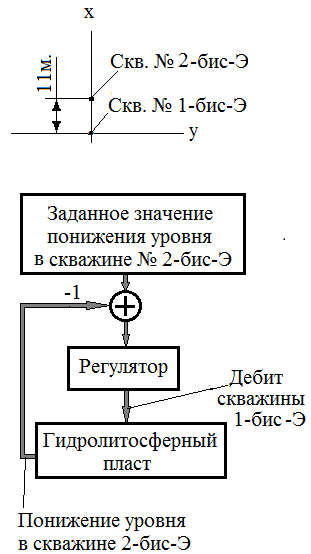 x
Скв. № 2-бис-Э
11м.
Скв. № 1-бис-Э
y
Заданное значение
понижения уровня
в скважине № 2-бис-Э
-1
Регулятор
Дебит
скважины
1-бис -Э
Гидролитосферный
пласт
Понижение уровня
в скважине 2-бис-Э